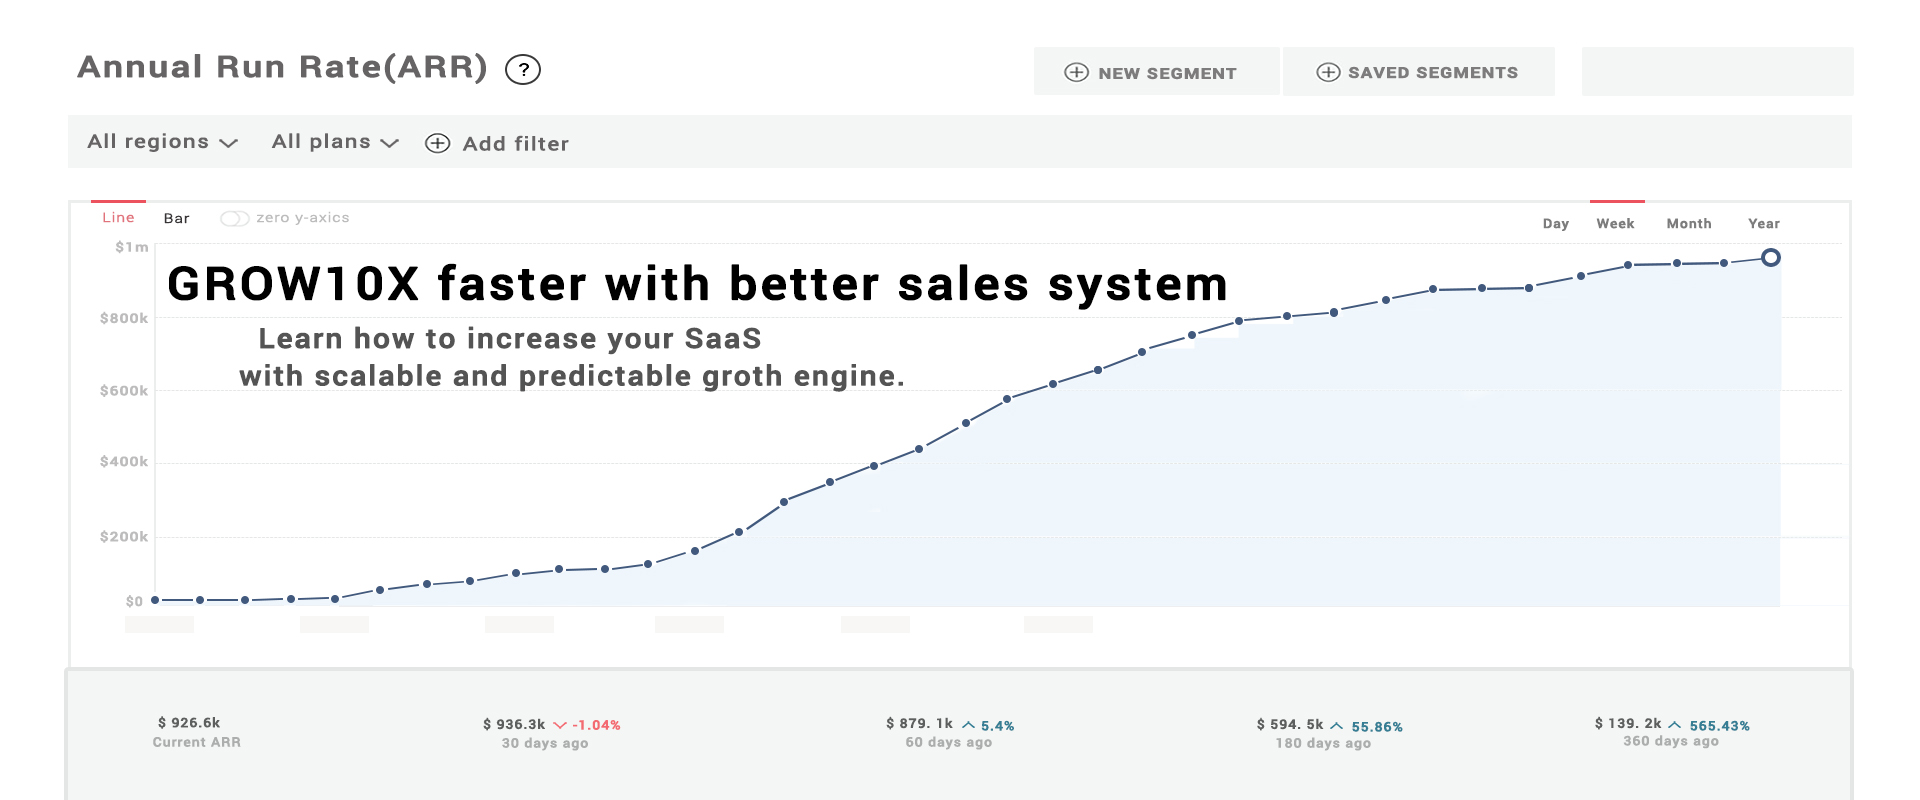 Annual Run Rate(ARR) ?
NEW SEGMENT
SAVED SEGMENTS
All regions
All plans
Add filter
Line
Bar
zero y-axics
Day
Week
Month
Year
$1m
GROW10X faster with better sales system
$800k
Learn how to increase your SaaS
with scalable and predictable groth engine.
$600k
$400k
$200k
$0
$ 926.6k
Current ARR
$ 936.3k -1.04%
30 days ago
$ 879. 1k 5.4%
60 days ago
$ 594. 5k 55.86%
180 days ago
$ 139. 2k 565.43%
360 days ago